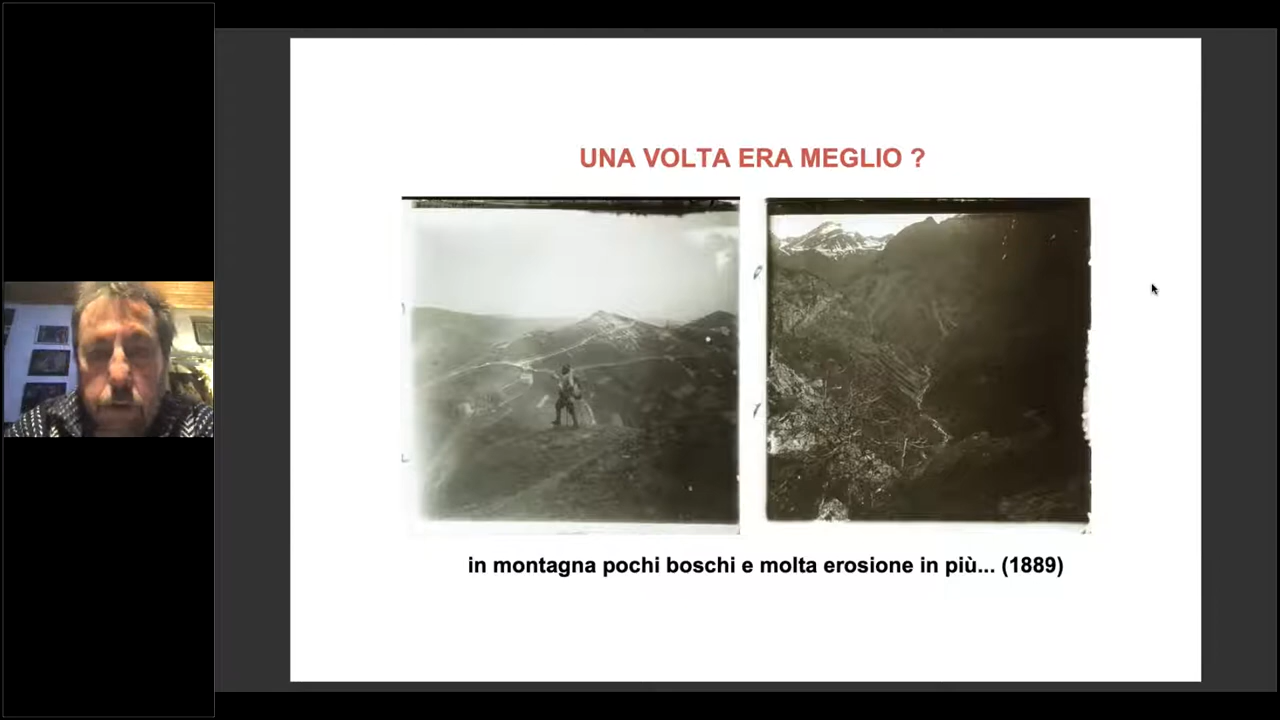 UNA VOLTA ERA MEGLIO ?
in montagna pochi boschi e molta erosione in più... (1889)